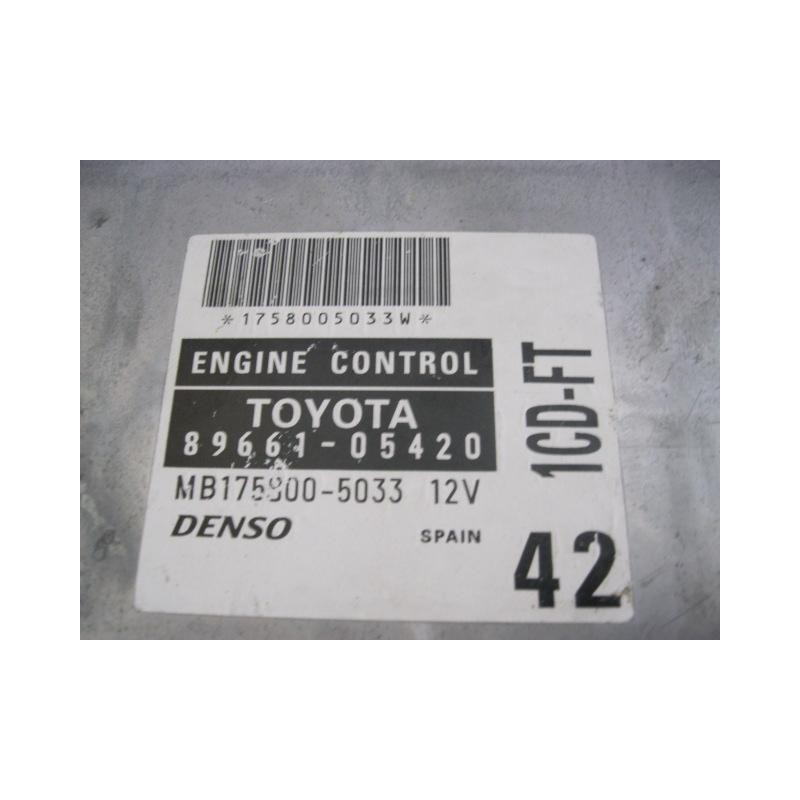 *1758005033W*
ENGINE CONTROL
TOYOTA
89661-05420
MB175800-5033 12V
DENSO SPAIN
1CD-FT
42